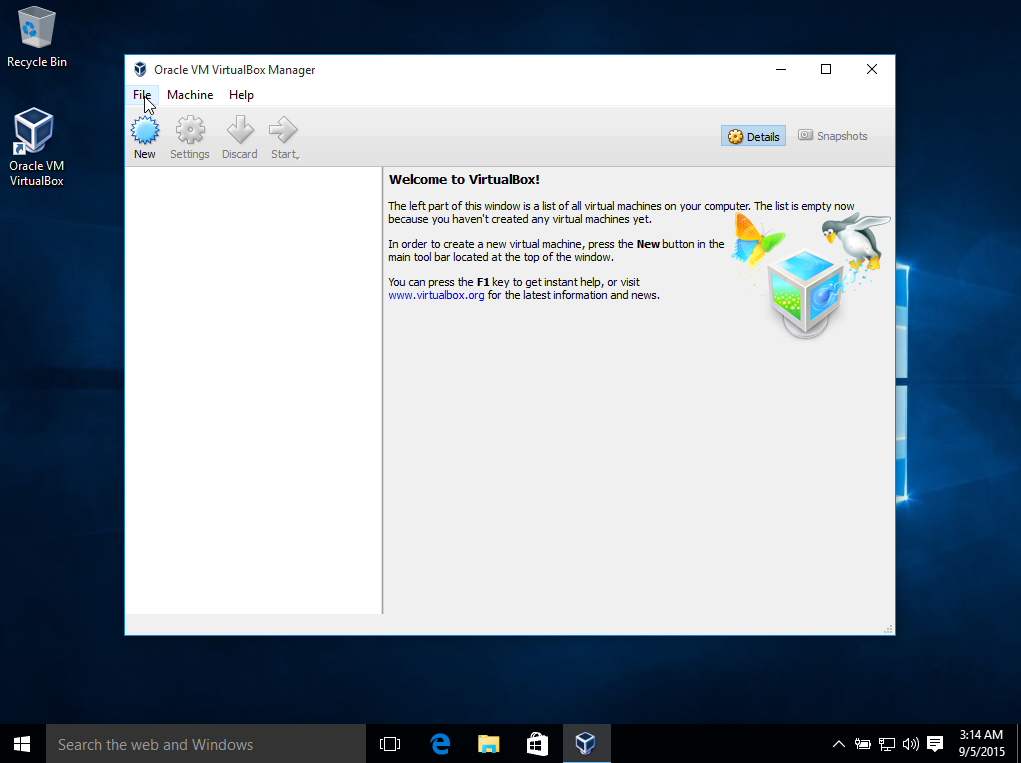 Recycle Bin
Oracle VM
VirtualBox
Oracle VM VirtualBox Manager
File Machine Help
New Settings Discard Start
Details Snapshots
Welcome to VirtualBox!
The left part of this window is a list of all virtual machines on your computer. The list is empty now
because you haven't created any virtual machines yet.
In order to create a new virtual machine, press the New button in the
main tool bar located at the top of the window.
You can press the F1 key to get instant help, or visit
www.virtualbox.org for the latest information and news.
Search the web and Windows
3:14 AM
9/5/2015